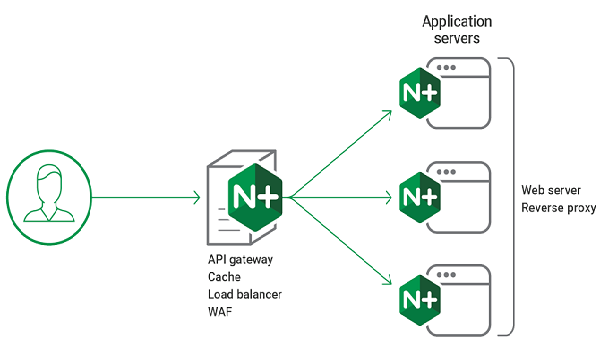 Application
servers
N+
N+
API gateway
Cache
Load balancer
WAF
N+
Web server
Reverse proxy
N+